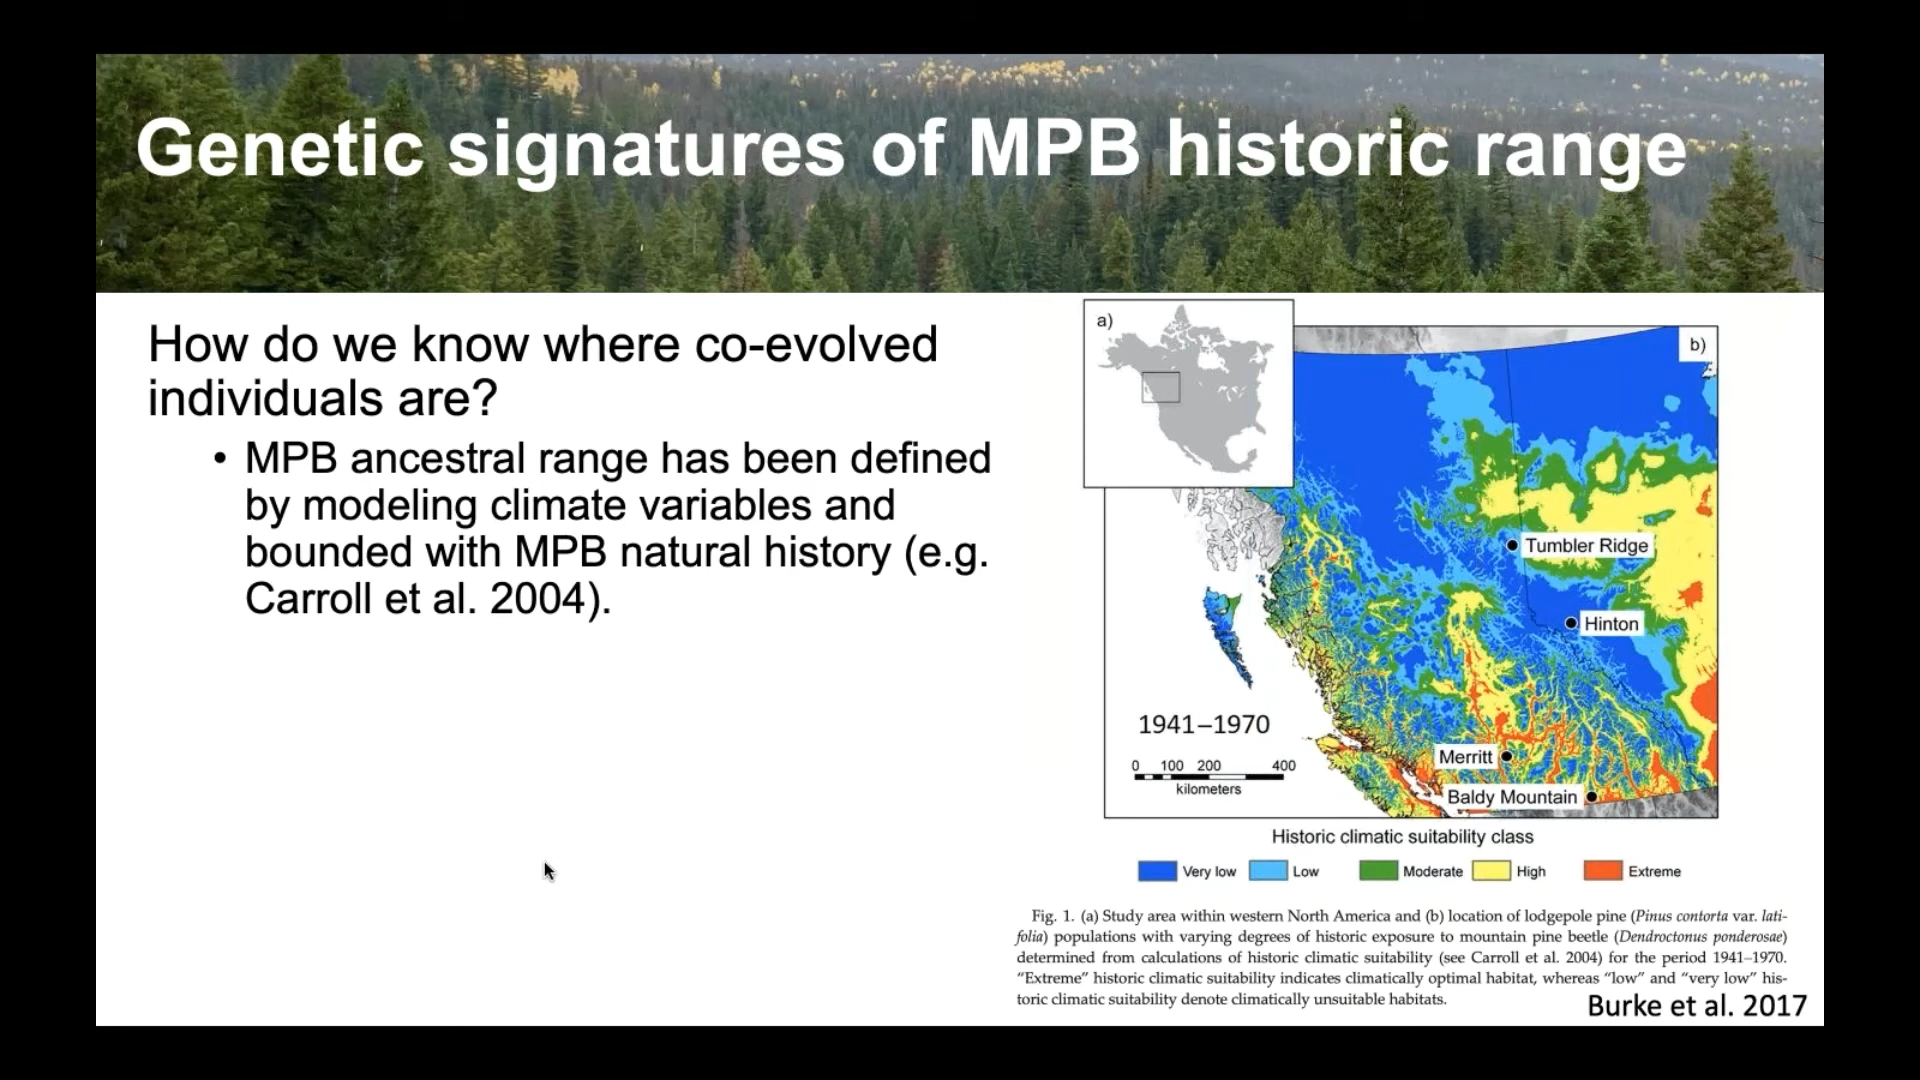 Genetic signatures of MPB historic range
How do we know where co-evolved
individuals are?
• MPB ancestral range has been defined
by modeling climate variables and
bounded with MPB natural history (e.g.
Carroll et al. 2004).
a)
b)
Tumbler Ridge
Hinton
1941–1970
Merritt
0 100 200 400
kilometers
Baldy Mountain
Historic climatic suitability class
Very low Low Moderate High Extreme
Fig. 1. (a) Study area within western North America and (b) location of lodgepole pine (Pinus contorta var. lati-
folia) populations with varying degrees of historic exposure to mountain pine beetle (Dendroctonus ponderosae)
determined from calculations of historic climatic suitability (see Carroll et al. 2004) for the period 1941–1970.
“Extreme” historic climatic suitability indicates climatically optimal habitat, whereas “low” and “very low” his-
toric climatic suitability denote climatically unsuitable habitats.
Burke et al. 2017